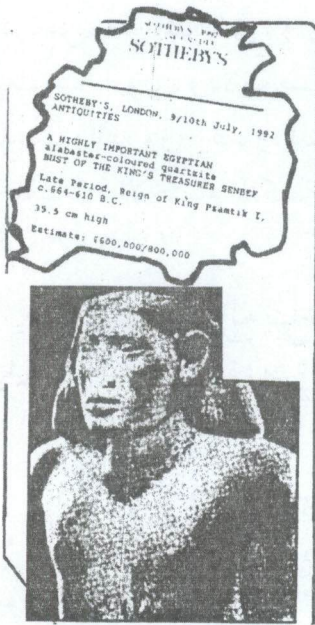 SOTHEBY'S
SOTHEBY'S, LONDON, 9/10th July, 1992
ANTIQUITIES
A HIGHLY IMPORTANT EGYPTIAN
alabaster-coloured quartzite
BUST OF THE KING'S TREASURER SENBEF
Late Period, Reign of King Psamtik I,
c.664-610 B.C.
35.5 cm high
Estimate: £600,000/800,000